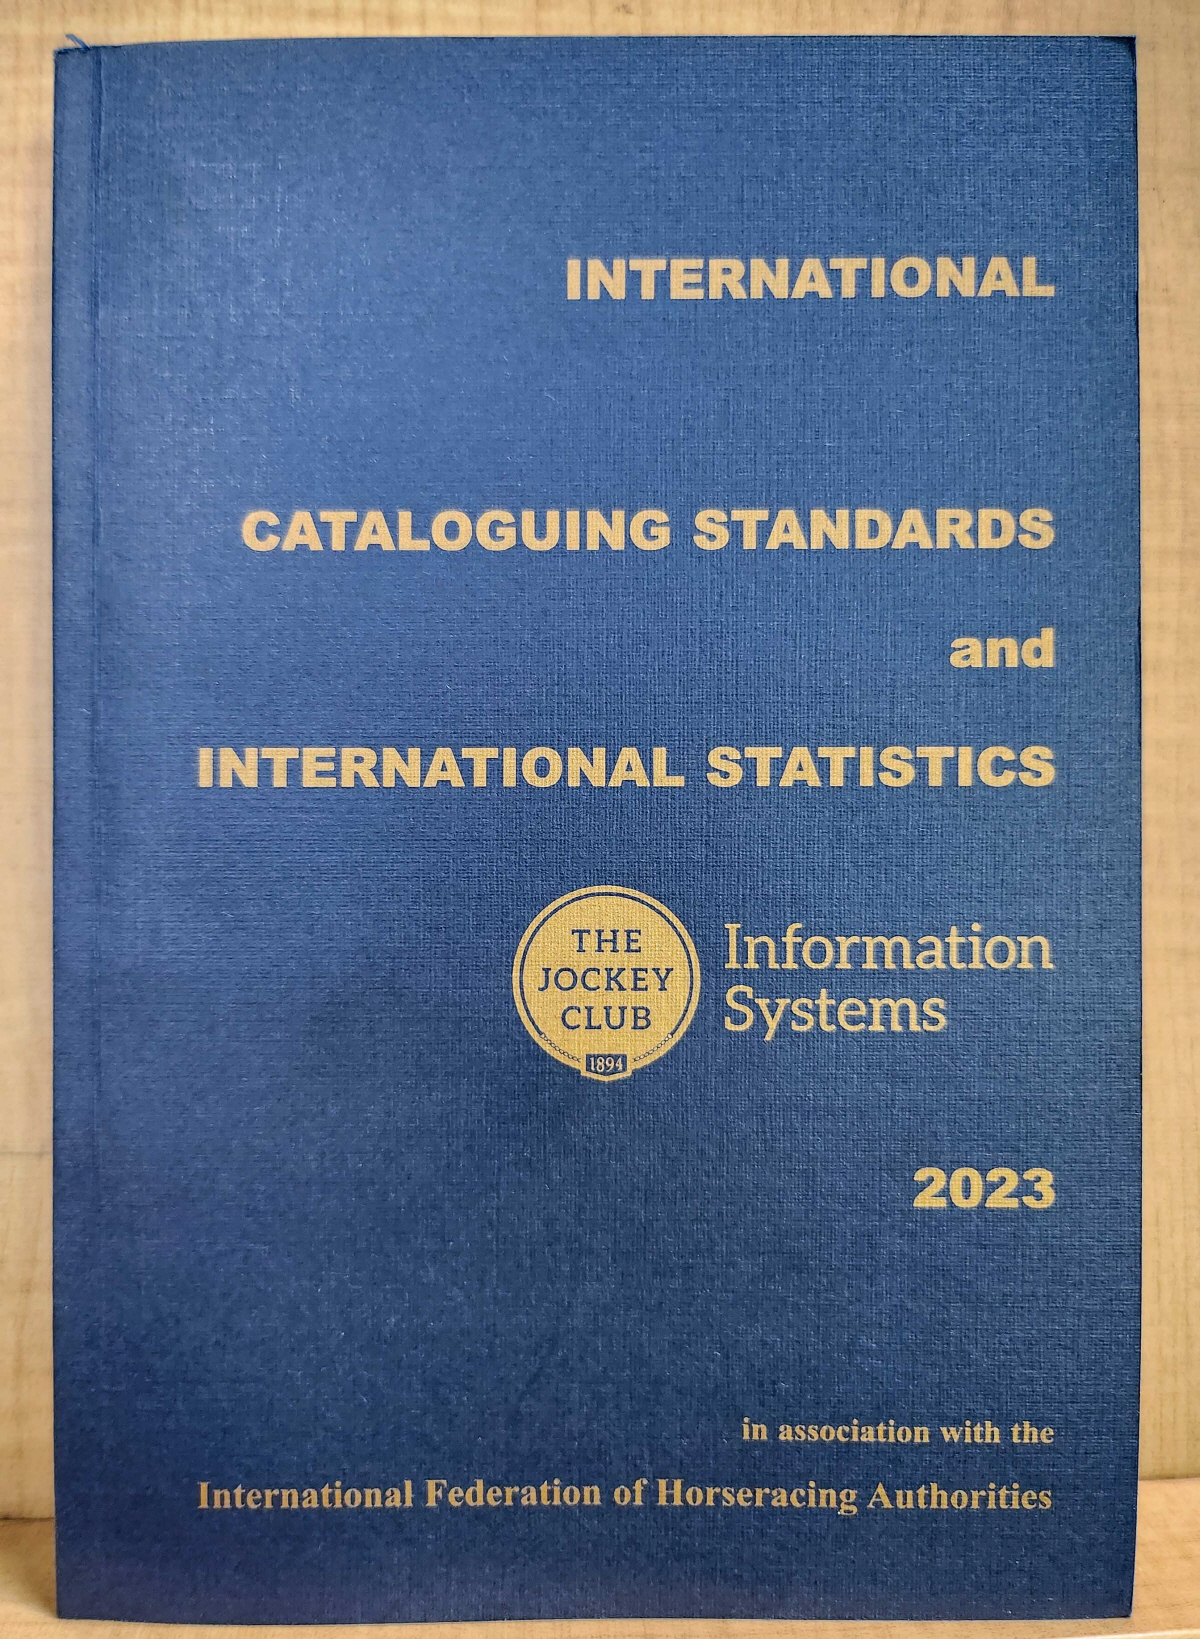 INTERNATIONAL
CATALOGUING STANDARDS
and
INTERNATIONAL STATISTICS
THE
JOCKEY
CLUB
1894
Information
Systems
2023
in association with the
International Federation of Horseracing Authorities